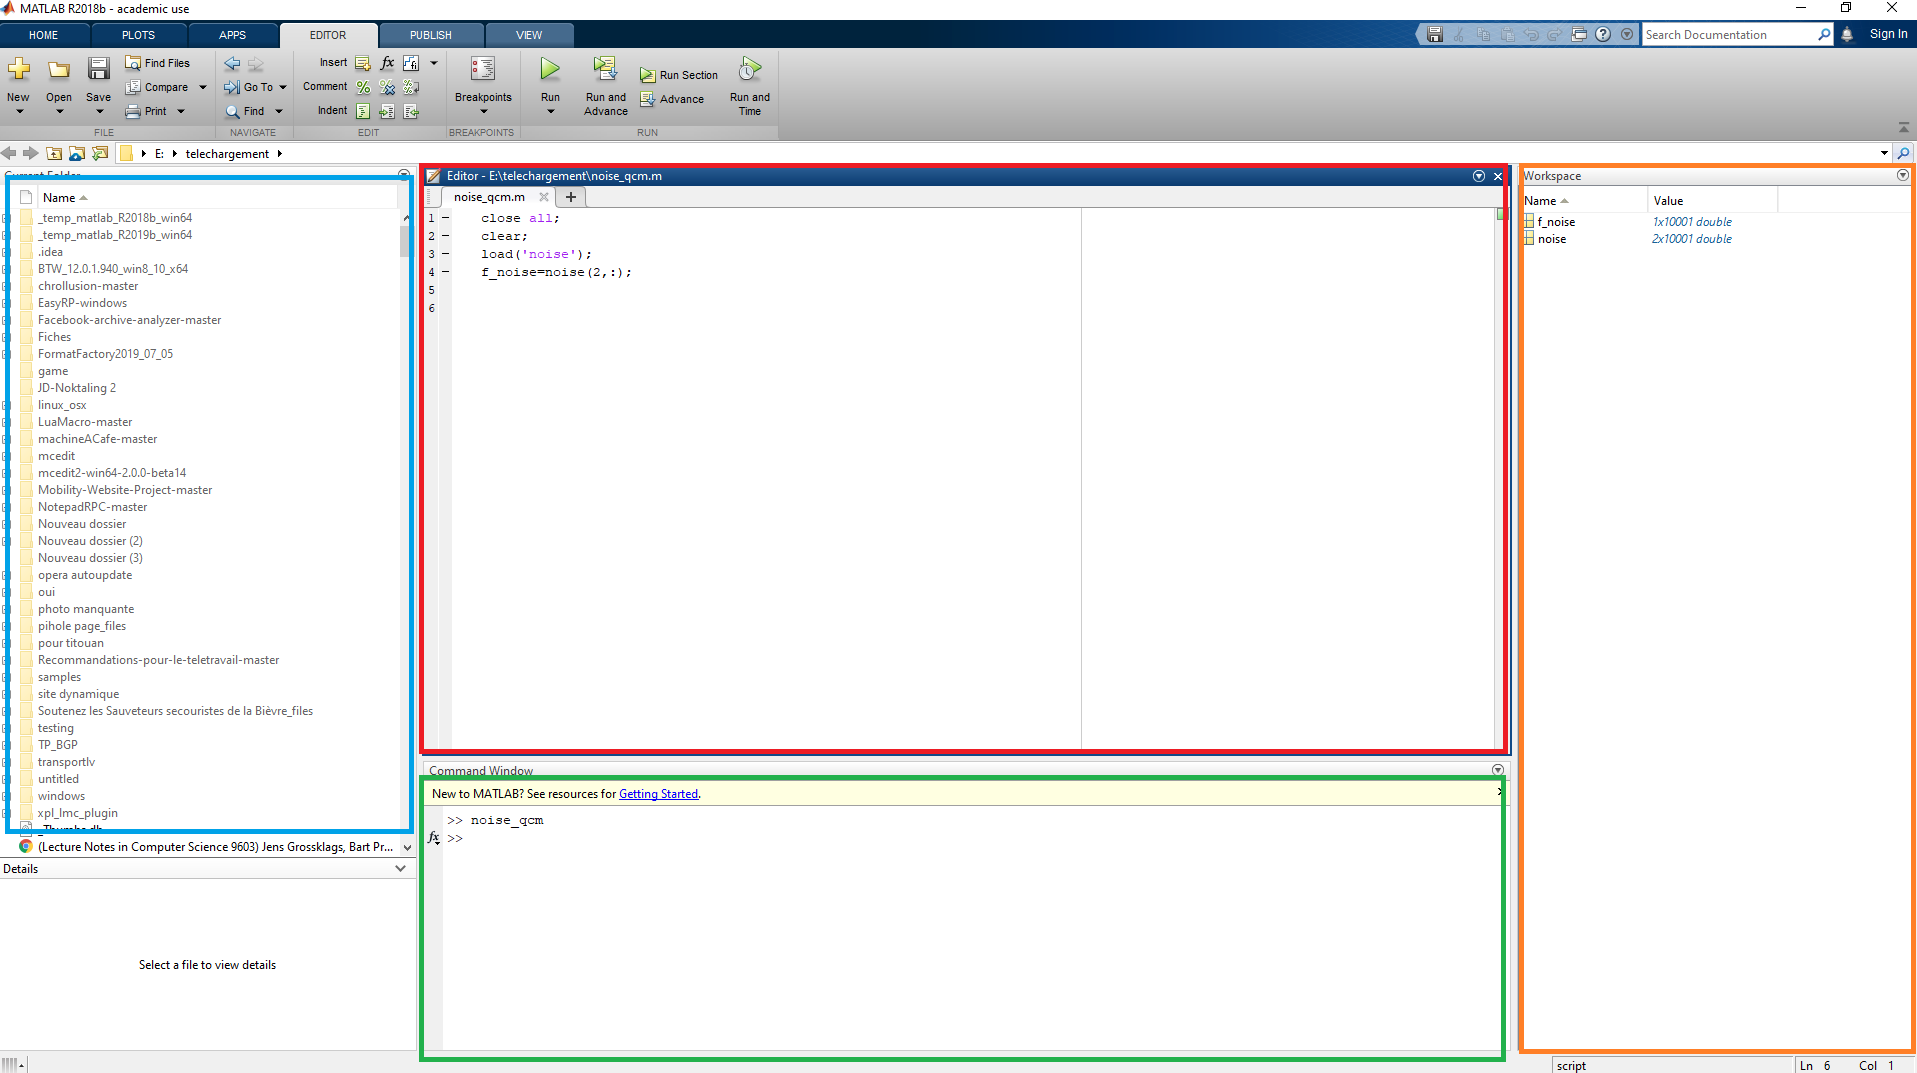 MATLAB R2018b - academic use
HOME PLOTS APPS EDITOR PUBLISH VIEW
Search Documentation
Sign In
New Open Save
Find Files
Compare
Print
FILE
Go To
Find
NAVIGATE
Insert
Comment
Indent
EDIT
Breakpoints
BREAKPOINTS
Run
Run and Advance
Run Section
Advance
Run and Time
RUN
E: telechargement
Current Folder
Name
_temp_matlab_R2018b_win64
_temp_matlab_R2019b_win64
.idea
BTW_12.0.1.940_win8_10_x64
chrollusion-master
EasyRP-windows
Facebook-archive-analyzer-master
Fiches
FormatFactory2019_07_05
game
JD-Noktaling 2
linux_osx
LuaMacro-master
machineACafe-master
mcedit
mcedit2-win64-2.0.0-beta14
Mobility-Website-Project-master
NotepadRPC-master
Nouveau dossier
Nouveau dossier (2)
Nouveau dossier (3)
opera autoupdate
oui
photo manquante
pihole page_files
pour titouan
Recommandations-pour-le-teletravail-master
samples
site dynamique
Soutenez les Sauveteurs secouristes de la Bièvre_files
testing
TP_BGP
transportlv
untitled
windows
xpl_lmc_plugin
_Thumbs.db
(Lecture Notes in Computer Science 9603) Jens Grossklags, Bart Pr...
Details
Select a file to view details
Editor - E:\telechargement\noise_qcm.m
noise_qcm.m
1 close all;
2 clear;
3 load('noise');
4 f_noise=noise(2,:);
5
6
Command Window
New to MATLAB? See resources for Getting Started.
>> noise_qcm
fx >>
Workspace
Name Value
f_noise 1x10001 double
noise 2x10001 double
script Ln 6 Col 1